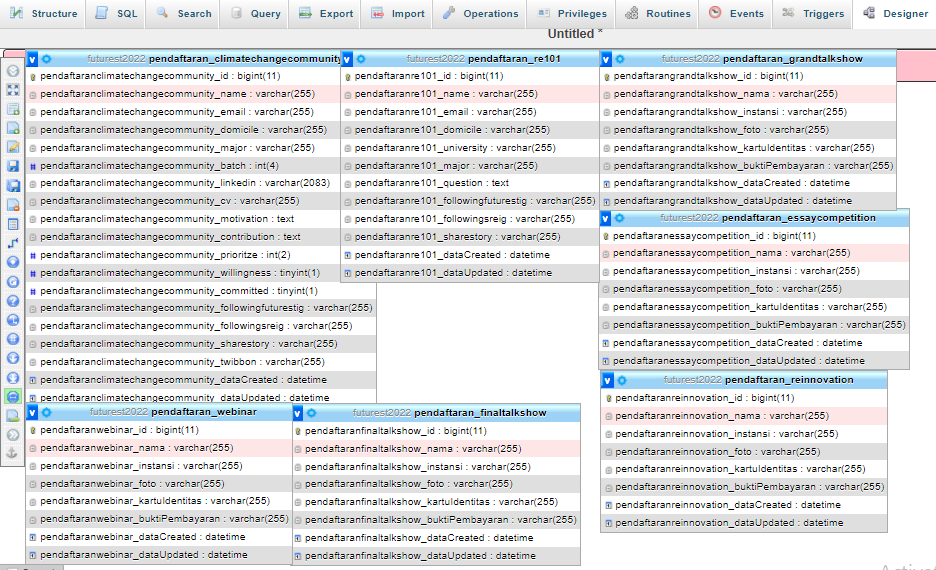 Structure SQL Search Query Export Import Operations Privileges Routines Events Triggers Designer
Untitled *
futurest2022 pendaftaran_climatechangecommunity
pendaftaranclimatechangecommunity_id : bigint(11)
pendaftaranclimatechangecommunity_name : varchar(255)
pendaftaranclimatechangecommunity_email : varchar(255)
pendaftaranclimatechangecommunity_domicile : varchar(255)
pendaftaranclimatechangecommunity_major : varchar(255)
pendaftaranclimatechangecommunity_batch : int(4)
pendaftaranclimatechangecommunity_linkedin : varchar(2083)
pendaftaranclimatechangecommunity_cv : varchar(255)
pendaftaranclimatechangecommunity_motivation : text
pendaftaranclimatechangecommunity_contribution : text
pendaftaranclimatechangecommunity_prioritze : int(2)
pendaftaranclimatechangecommunity_willingness : tinyint(1)
pendaftaranclimatechangecommunity_committed : tinyint(1)
pendaftaranclimatechangecommunity_followingfuturestig : varchar(255)
pendaftaranclimatechangecommunity_followingsreig : varchar(255)
pendaftaranclimatechangecommunity_sharestory : varchar(255)
pendaftaranclimatechangecommunity_twibbon : varchar(255)
pendaftaranclimatechangecommunity_dataCreated : datetime
pendaftaranclimatechangecommunity_dataUpdated : datetime
futurest2022 pendaftaran_re101
pendaftaranre101_id : bigint(11)
pendaftaranre101_name : varchar(255)
pendaftaranre101_email : varchar(255)
pendaftaranre101_domicile : varchar(255)
pendaftaranre101_university : varchar(255)
pendaftaranre101_major : varchar(255)
pendaftaranre101_question : text
pendaftaranre101_followingfuturestig : varchar(255)
pendaftaranre101_followingsreig : varchar(255)
pendaftaranre101_sharestory : varchar(255)
pendaftaranre101_dataCreated : datetime
pendaftaranre101_dataUpdated : datetime
futurest2022 pendaftaran_grandtalkshow
pendaftarangrandtalkshow_id : bigint(11)
pendaftarangrandtalkshow_nama : varchar(255)
pendaftarangrandtalkshow_instansi : varchar(255)
pendaftarangrandtalkshow_foto : varchar(255)
pendaftarangrandtalkshow_kartuIdentitas : varchar(255)
pendaftarangrandtalkshow_buktiPembayaran : varchar(255)
pendaftarangrandtalkshow_dataCreated : datetime
pendaftarangrandtalkshow_dataUpdated : datetime
futurest2022 pendaftaran_essaycompetition
pendaftaranessaycompetition_id : bigint(11)
pendaftaranessaycompetition_nama : varchar(255)
pendaftaranessaycompetition_instansi : varchar(255)
pendaftaranessaycompetition_foto : varchar(255)
pendaftaranessaycompetition_kartuIdentitas : varchar(255)
pendaftaranessaycompetition_buktiPembayaran : varchar(255)
pendaftaranessaycompetition_dataCreated : datetime
pendaftaranessaycompetition_dataUpdated : datetime
futurest2022 pendaftaran_reinnovation
pendaftaranreinnovation_id : bigint(11)
pendaftaranreinnovation_nama : varchar(255)
pendaftaranreinnovation_instansi : varchar(255)
pendaftaranreinnovation_foto : varchar(255)
pendaftaranreinnovation_kartuIdentitas : varchar(255)
pendaftaranreinnovation_buktiPembayaran : varchar(255)
pendaftaranreinnovation_dataCreated : datetime
pendaftaranreinnovation_dataUpdated : datetime
futurest2022 pendaftaran_webinar
pendaftaranwebinar_id : bigint(11)
pendaftaranwebinar_nama : varchar(255)
pendaftaranwebinar_instansi : varchar(255)
pendaftaranwebinar_foto : varchar(255)
pendaftaranwebinar_kartuIdentitas : varchar(255)
pendaftaranwebinar_buktiPembayaran : varchar(255)
pendaftaranwebinar_dataCreated : datetime
pendaftaranwebinar_dataUpdated : datetime
futurest2022 pendaftaran_finaltalkshow
pendaftaranfinaltalkshow_id : bigint(11)
pendaftaranfinaltalkshow_nama : varchar(255)
pendaftaranfinaltalkshow_instansi : varchar(255)
pendaftaranfinaltalkshow_foto : varchar(255)
pendaftaranfinaltalkshow_kartuIdentitas : varchar(255)
pendaftaranfinaltalkshow_buktiPembayaran : varchar(255)
pendaftaranfinaltalkshow_dataCreated : datetime
pendaftaranfinaltalkshow_dataUpdated : datetime